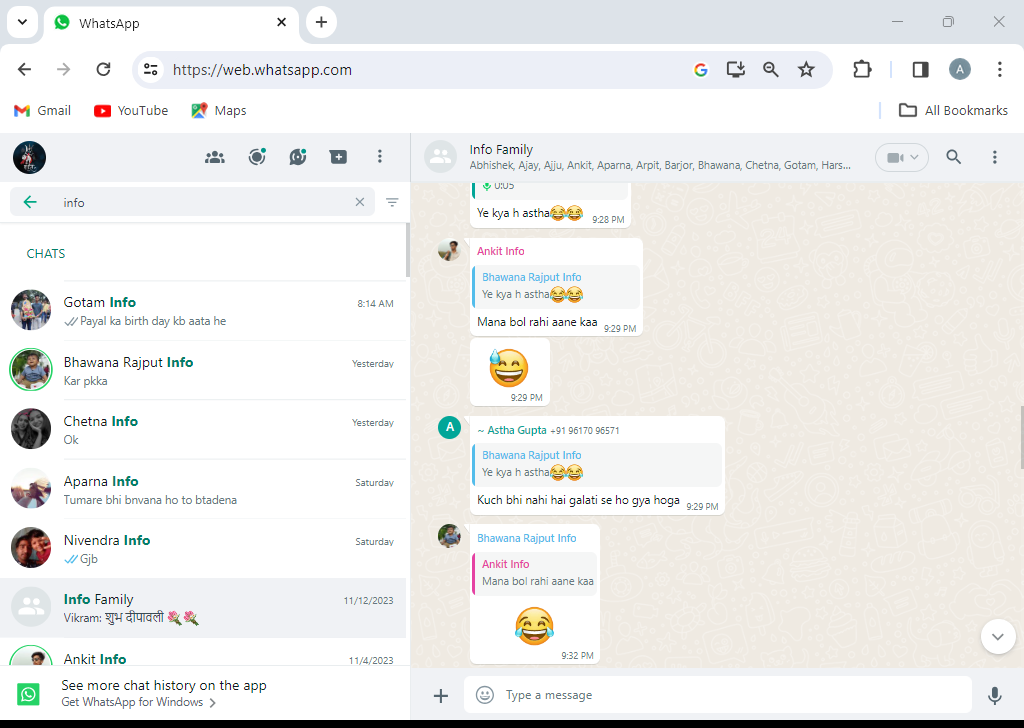 WhatsApp
https://web.whatsapp.com
A
Gmail
YouTube
Maps
All Bookmarks
info
CHATS
Gotam Info
8:14 AM
Payal ka birth day kb aata he
Bhawana Rajput Info
Yesterday
Kar pkka
Chetna Info
Yesterday
Ok
Aparna Info
Saturday
Tumare bhi bnvana ho to btadena
Nivendra Info
Saturday
Gjb
Info Family
11/12/2023
Vikram: शुभ दीपावली 💐💐
Ankit Info
11/4/2023
See more chat history on the app
Get WhatsApp for Windows
Info Family
Abhishek, Ajay, Ajju, Ankit, Aparna, Arpit, Barjor, Bhawana, Chetna, Gotam, Hars...
0:05
Ye kya h astha😂😂
9:28 PM
Ankit Info
Bhawana Rajput Info
Ye kya h astha😂😂
Mana bol rahi aane kaa
9:29 PM
😅
9:29 PM
A
~ Astha Gupta +91 96170 96571
Bhawana Rajput Info
Ye kya h astha😂😂
Kuch bhi nahi hai galati se ho gya hoga
9:29 PM
Bhawana Rajput Info
Ankit Info
Mana bol rahi aane kaa
😂
9:32 PM
Type a message